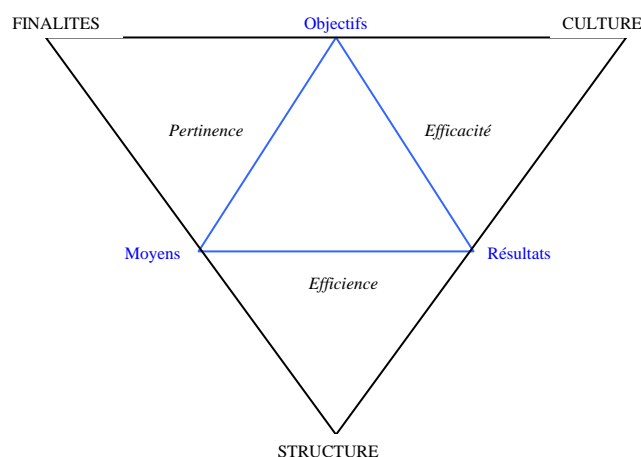 FINALITES
Objectifs
CULTURE
Pertinence
Efficacité
Moyens
Résultats
Efficience
STRUCTURE